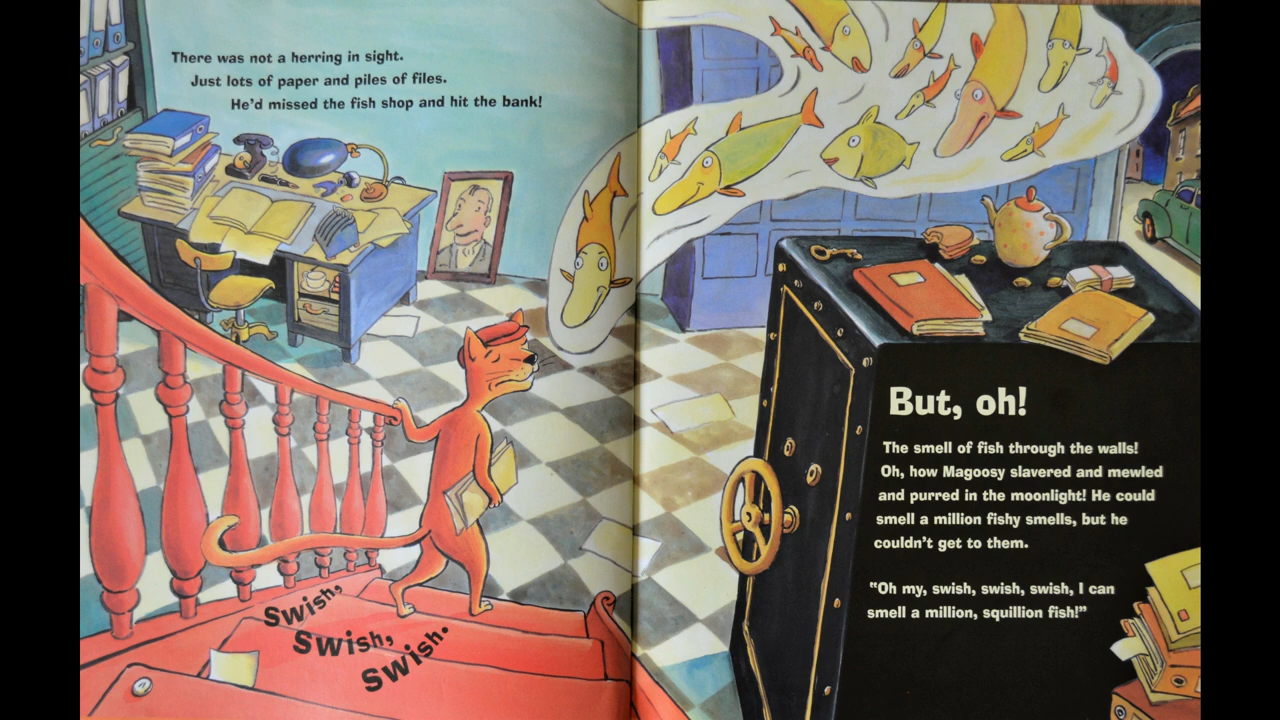 There was not a herring in sight.
Just lots of paper and piles of files.
He'd missed the fish shop and hit the bank!
Swish,
Swish,
Swish.
But, oh!
The smell of fish through the walls!
Oh, how Magoosy slavered and mewled
and purred in the moonlight! He could
smell a million fishy smells, but he
couldn't get to them.
"Oh my, swish, swish, swish, I can
smell a million, squillion fish!"